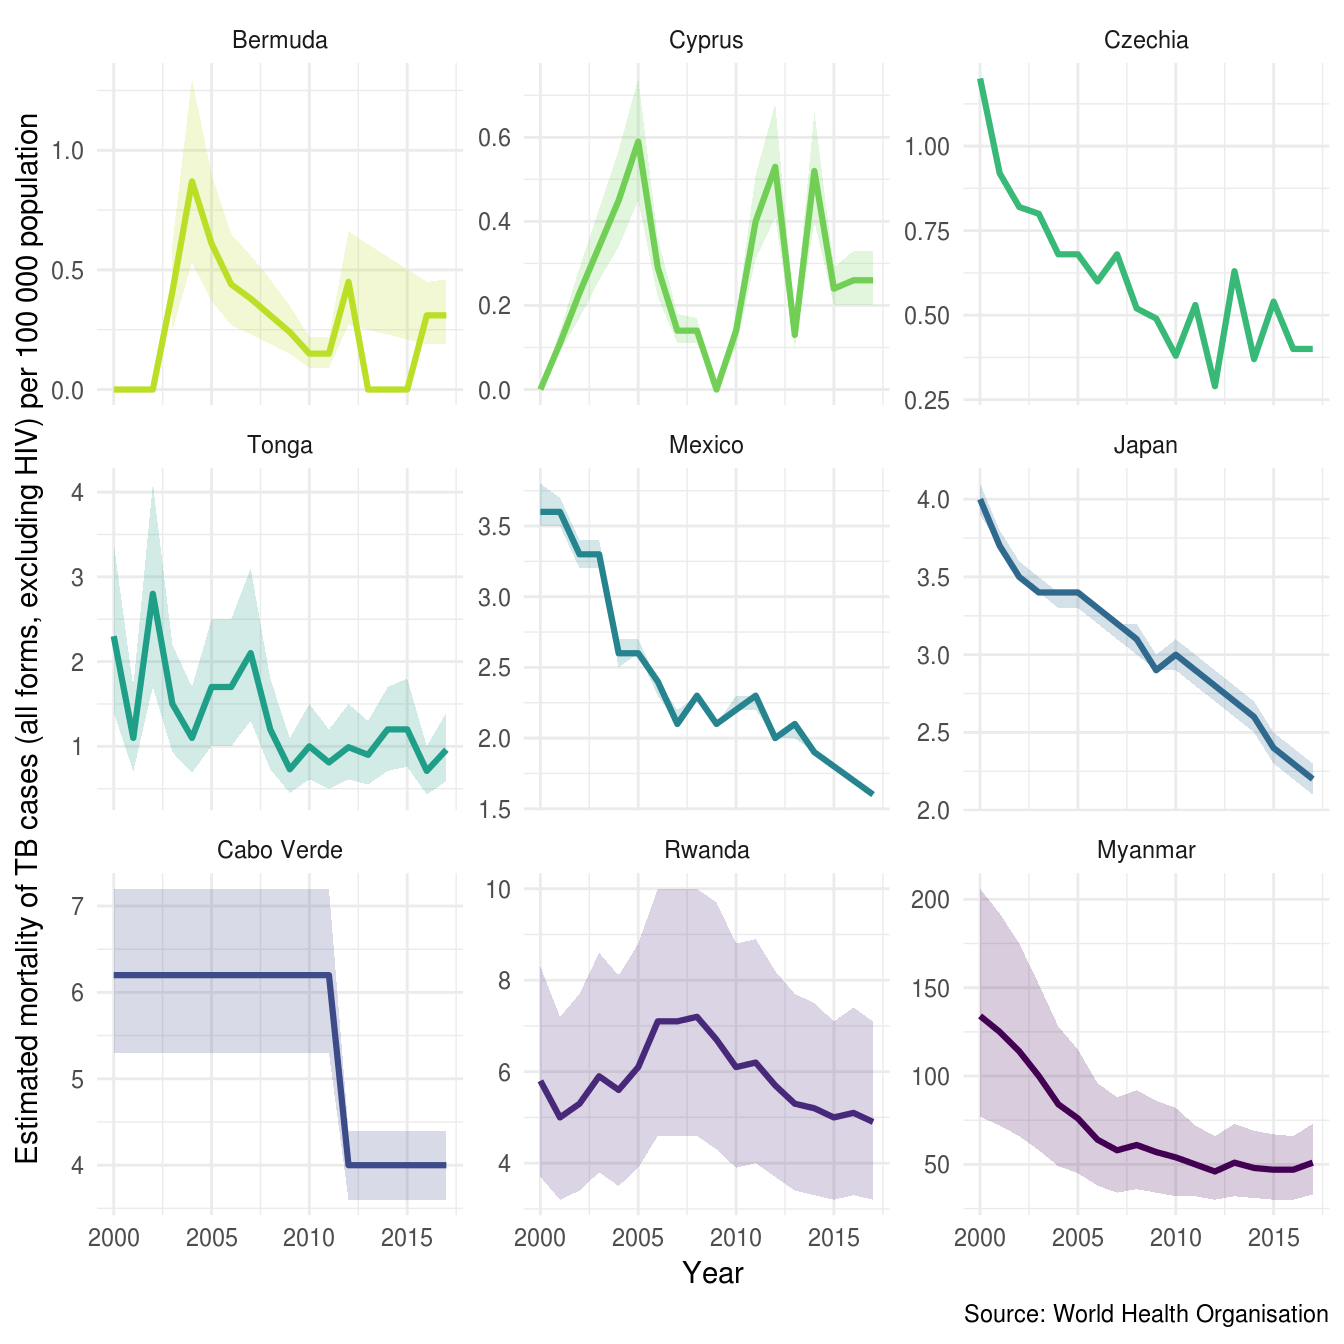 Estimated mortality of TB cases (all forms, excluding HIV) per 100 000 population
Bermuda
1.0
0.5
0.0
Cyprus
0.6
0.4
0.2
0.0
Czechia
1.00
0.75
0.50
0.25
Tonga
4
3
2
1
Mexico
3.5
3.0
2.5
2.0
1.5
Japan
4.0
3.5
3.0
2.5
2.0
Cabo Verde
7
6
5
4
2000 2005 2010 2015
Rwanda
10
8
6
4
2000 2005 2010 2015
Myanmar
200
150
100
50
2000 2005 2010 2015
Year
Source: World Health Organisation